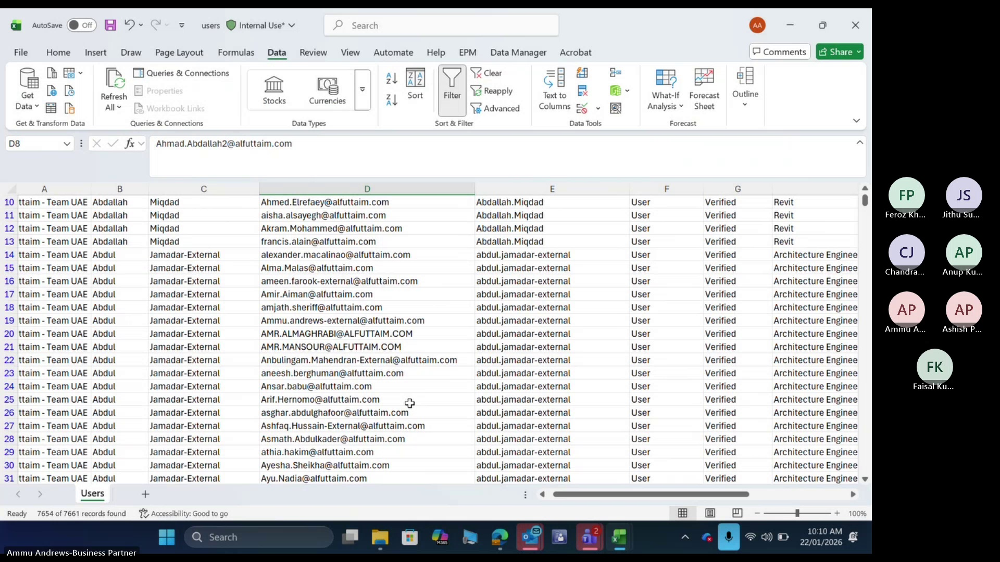 AutoSave Off users Internal Use* Search AA
File Home Insert Draw Page Layout Formulas Data Review View Automate Help EPM Data Manager Acrobat Comments Share
Get Data Refresh All Queries & Connections Properties Workbook Links Stocks Currencies Sort Filter Clear Reapply Advanced Text to Columns What-If Analysis Forecast Sheet Outline
Get & Transform Data Queries & Connections Data Types Sort & Filter Data Tools Forecast
D8 fx Ahmad.Abdallah2@alfuttaim.com
A B C D E F G
10 ttaim - Team UAE Abdallah Miqdad Ahmed.Elrefaey@alfuttaim.com Abdallah.Miqdad User Verified Revit
11 ttaim - Team UAE Abdallah Miqdad aisha.alsayegh@alfuttaim.com Abdallah.Miqdad User Verified Revit
12 ttaim - Team UAE Abdallah Miqdad Akram.Mohammed@alfuttaim.com Abdallah.Miqdad User Verified Revit
13 ttaim - Team UAE Abdallah Miqdad francis.alain@alfuttaim.com Abdallah.Miqdad User Verified Revit
14 ttaim - Team UAE Abdul Jamadar-External alexander.macalinao@alfuttaim.com abdul.jamadar-external User Verified Architecture Enginee
15 ttaim - Team UAE Abdul Jamadar-External Alma.Malas@alfuttaim.com abdul.jamadar-external User Verified Architecture Enginee
16 ttaim - Team UAE Abdul Jamadar-External ameen.farook-external@alfuttaim.com abdul.jamadar-external User Verified Architecture Enginee
17 ttaim - Team UAE Abdul Jamadar-External Amir.Aiman@alfuttaim.com abdul.jamadar-external User Verified Architecture Enginee
18 ttaim - Team UAE Abdul Jamadar-External amjath.sheriff@alfuttaim.com abdul.jamadar-external User Verified Architecture Enginee
19 ttaim - Team UAE Abdul Jamadar-External Ammu.andrews-external@alfuttaim.com abdul.jamadar-external User Verified Architecture Enginee
20 ttaim - Team UAE Abdul Jamadar-External AMR.ALMAGHRABI@ALFUTTAIM.COM abdul.jamadar-external User Verified Architecture Enginee
21 ttaim - Team UAE Abdul Jamadar-External AMR.MANSOUR@ALFUTTAIM.COM abdul.jamadar-external User Verified Architecture Enginee
22 ttaim - Team UAE Abdul Jamadar-External Anbulingam.Mahendran-External@alfuttaim.com abdul.jamadar-external User Verified Architecture Enginee
23 ttaim - Team UAE Abdul Jamadar-External aneesh.berghuman@alfuttaim.com abdul.jamadar-external User Verified Architecture Enginee
24 ttaim - Team UAE Abdul Jamadar-External Ansar.babu@alfuttaim.com abdul.jamadar-external User Verified Architecture Enginee
25 ttaim - Team UAE Abdul Jamadar-External Arif.Hernomo@alfuttaim.com abdul.jamadar-external User Verified Architecture Enginee
26 ttaim - Team UAE Abdul Jamadar-External asghar.abdulghafoor@alfuttaim.com abdul.jamadar-external User Verified Architecture Enginee
27 ttaim - Team UAE Abdul Jamadar-External Ashfaq.Hussain-External@alfuttaim.com abdul.jamadar-external User Verified Architecture Enginee
28 ttaim - Team UAE Abdul Jamadar-External Asmath.Abdulkader@alfuttaim.com abdul.jamadar-external User Verified Architecture Enginee
29 ttaim - Team UAE Abdul Jamadar-External athia.hakim@alfuttaim.com abdul.jamadar-external User Verified Architecture Enginee
30 ttaim - Team UAE Abdul Jamadar-External Ayesha.Sheikha@alfuttaim.com abdul.jamadar-external User Verified Architecture Enginee
31 ttaim - Team UAE Abdul Jamadar-External Ayu.Nadia@alfuttaim.com abdul.jamadar-external User Verified Architecture Enginee
Users
Ready 7654 of 7661 records found Accessibility: Good to go 100%
Search M365 2 10:10 AM
22/01/2026
Ammu Andrews-Business Partner
FP JS
Feroz Kh... Jithu Su...
CJ AP
Chandra... Anup Ku...
AP AP
Ammu A... Ashish P...
FK
Faisal Ku...